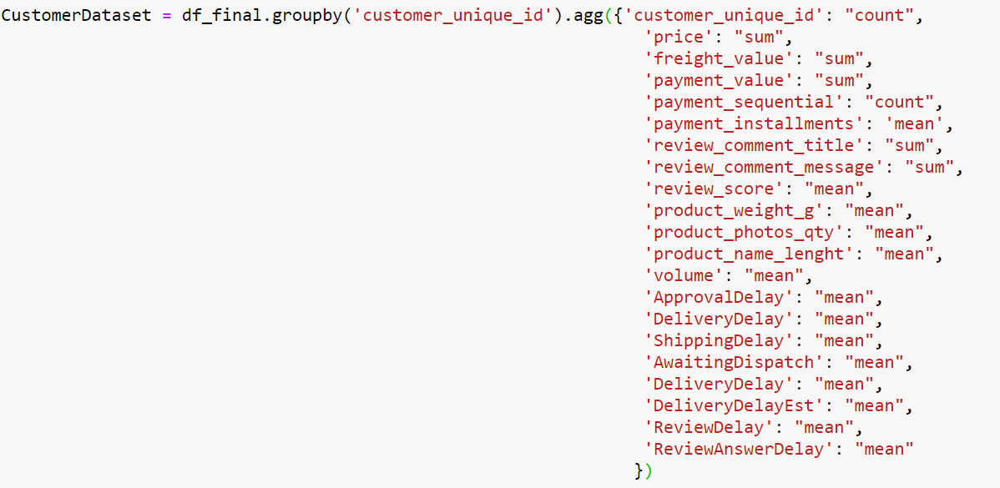 CustomerDataset = df_final.groupby('customer_unique_id').agg({'customer_unique_id': "count",
'price': "sum",
'freight_value': "sum",
'payment_value': "sum",
'payment_sequential': "count",
'payment_installments': 'mean',
'review_comment_title': "sum",
'review_comment_message': "sum",
'review_score': "mean",
'product_weight_g': "mean",
'product_photos_qty': "mean",
'product_name_lenght': "mean",
'volume': "mean",
'ApprovalDelay': "mean",
'DeliveryDelay': "mean",
'ShippingDelay': "mean",
'AwaitingDispatch': "mean",
'DeliveryDelay': "mean",
'DeliveryDelayEst': "mean",
'ReviewDelay': "mean",
'ReviewAnswerDelay': "mean"
})